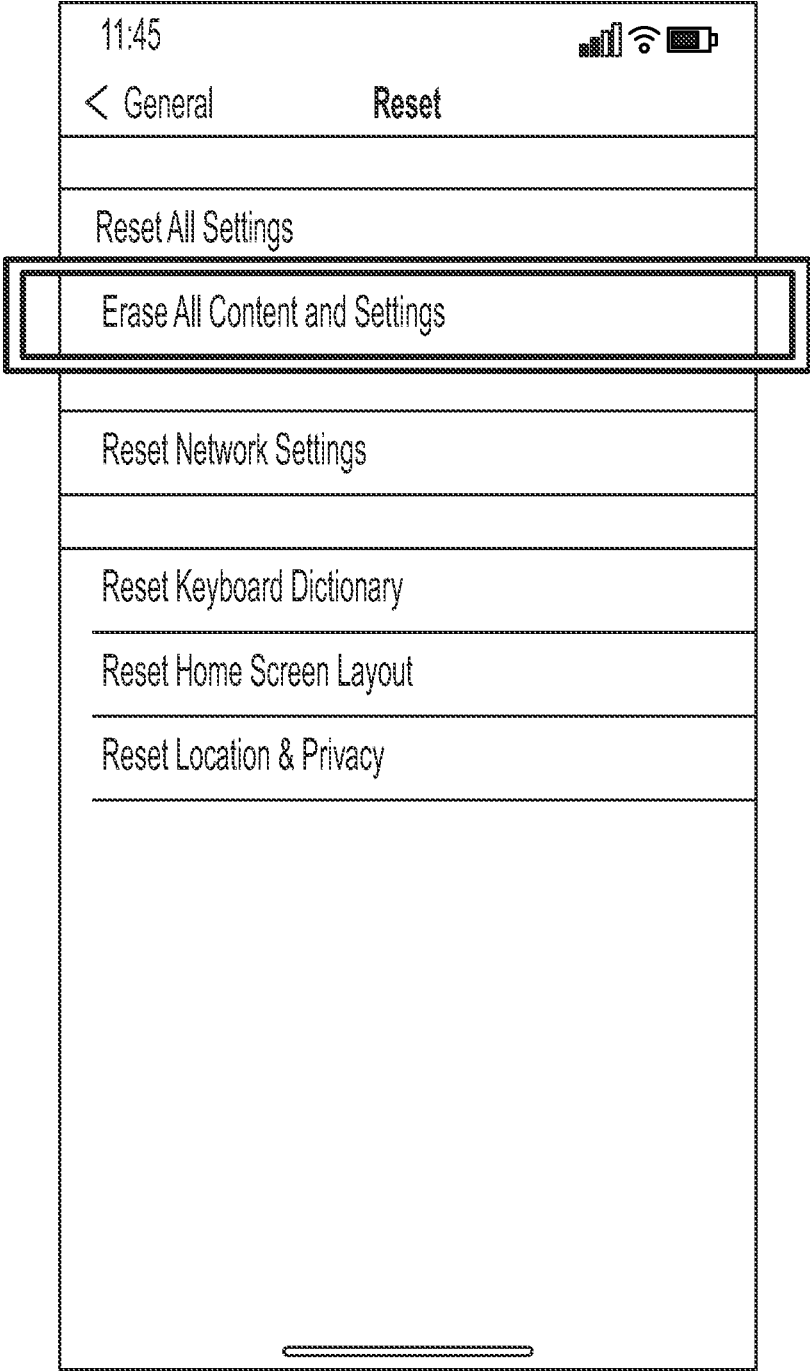 11:45
< General Reset
Reset All Settings
Erase All Content and Settings
Reset Network Settings
Reset Keyboard Dictionary
Reset Home Screen Layout
Reset Location & Privacy